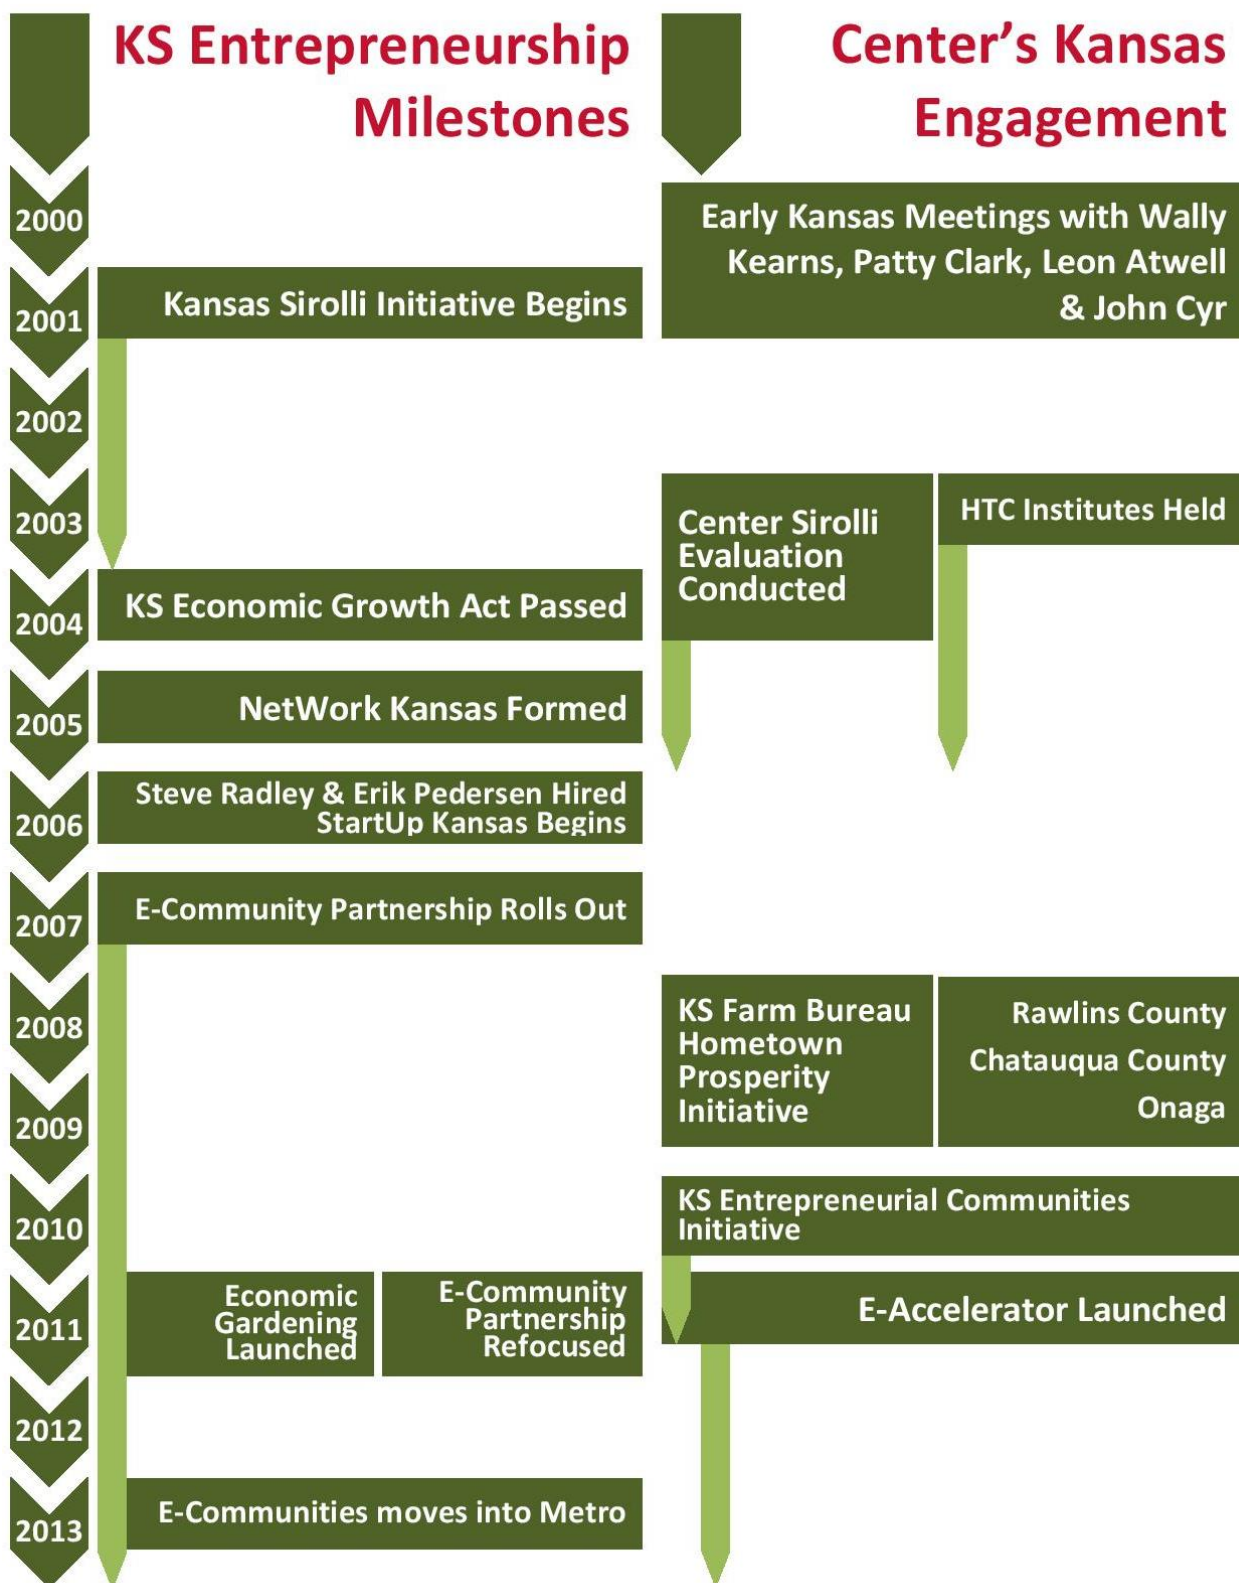 KS Entrepreneurship
Milestones
Center's Kansas
Engagement
2000
Early Kansas Meetings with Wally
Kearns, Patty Clark, Leon Atwell
& John Cyr
2001
Kansas Sirolli Initiative Begins
2002
2003
Center Sirolli
Evaluation
Conducted
HTC Institutes Held
2004
KS Economic Growth Act Passed
2005
NetWork Kansas Formed
2006
Steve Radley & Erik Pedersen Hired
StartUp Kansas Begins
2007
E-Community Partnership Rolls Out
2008
KS Farm Bureau
Hometown
Prosperity
Initiative
Rawlins County
Chatauqua County
Onaga
2009
2010
KS Entrepreneurial Communities
Initiative
2011
Economic
Gardening
Launched
E-Community
Partnership
Refocused
E-Accelerator Launched
2012
2013
E-Communities moves into Metro